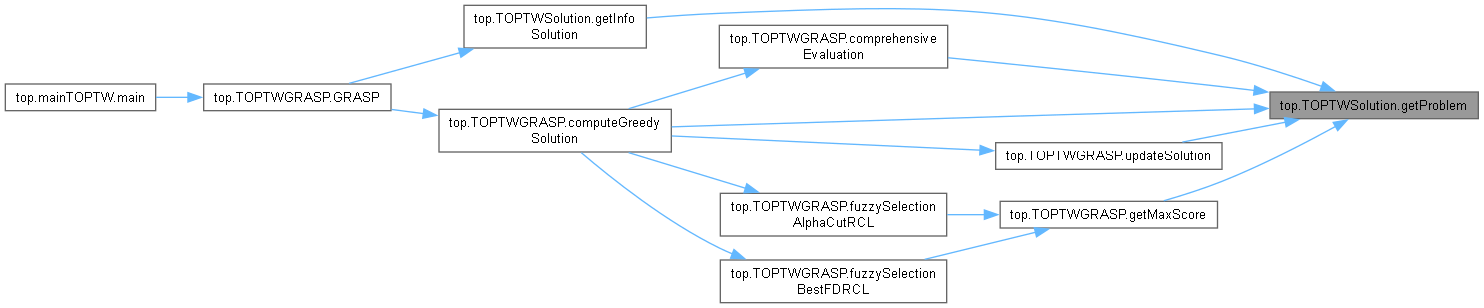 top.TOPTWSolution.getInfo
Solution
top.TOPTWGRASP.comprehensive
Evaluation
top.mainTOPTW.main
top.TOPTWGRASP.GRASP
top.TOPTWSolution.getProblem
top.TOPTWGRASP.computeGreedy
Solution
top.TOPTWGRASP.updateSolution
top.TOPTWGRASP.fuzzySelection
AlphaCutRCL
top.TOPTWGRASP.getMaxScore
top.TOPTWGRASP.fuzzySelection
BestFDRCL